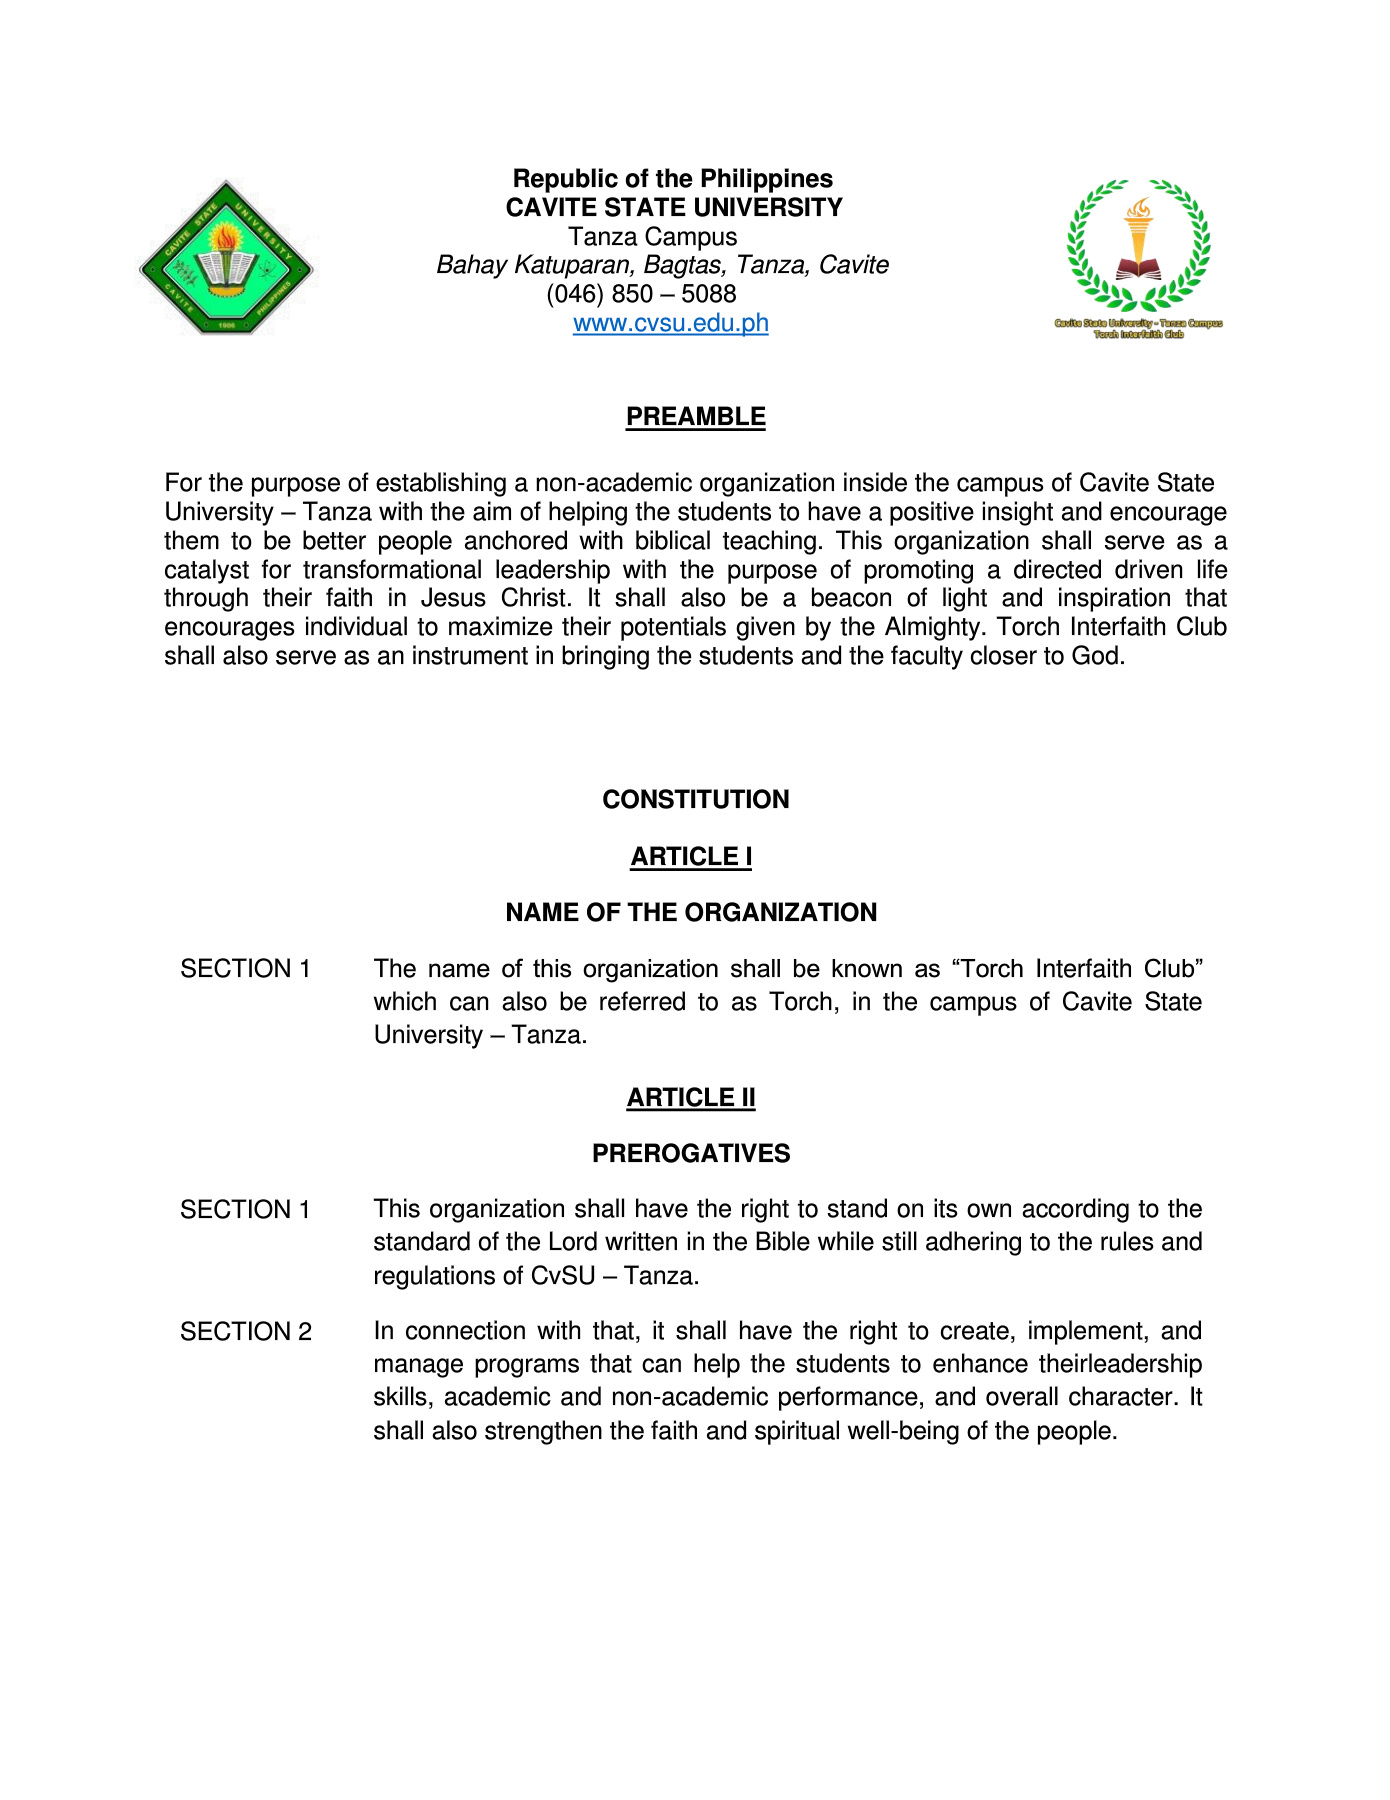 Republic of the Philippines
CAVITE STATE UNIVERSITY
Tanza Campus
Bahay Katuparan, Bagtas, Tanza, Cavite
(046) 850 – 5088
www.cvsu.edu.ph
CAVITE STATE UNIVERSITY
CAVITE PHILIPPINES
1906
Cavite State University - Tanza Campus
Torch Interfaith Club
PREAMBLE
For the purpose of establishing a non-academic organization inside the campus of Cavite State
University – Tanza with the aim of helping the students to have a positive insight and encourage
them to be better people anchored with biblical teaching. This organization shall serve as a
catalyst for transformational leadership with the purpose of promoting a directed driven life
through their faith in Jesus Christ. It shall also be a beacon of light and inspiration that
encourages individual to maximize their potentials given by the Almighty. Torch Interfaith Club
shall also serve as an instrument in bringing the students and the faculty closer to God.
CONSTITUTION
ARTICLE I
NAME OF THE ORGANIZATION
SECTION 1 The name of this organization shall be known as “Torch Interfaith Club”
which can also be referred to as Torch, in the campus of Cavite State
University – Tanza.
ARTICLE II
PREROGATIVES
SECTION 1 This organization shall have the right to stand on its own according to the
standard of the Lord written in the Bible while still adhering to the rules and
regulations of CvSU – Tanza.
SECTION 2 In connection with that, it shall have the right to create, implement, and
manage programs that can help the students to enhance theirleadership
skills, academic and non-academic performance, and overall character. It
shall also strengthen the faith and spiritual well-being of the people.